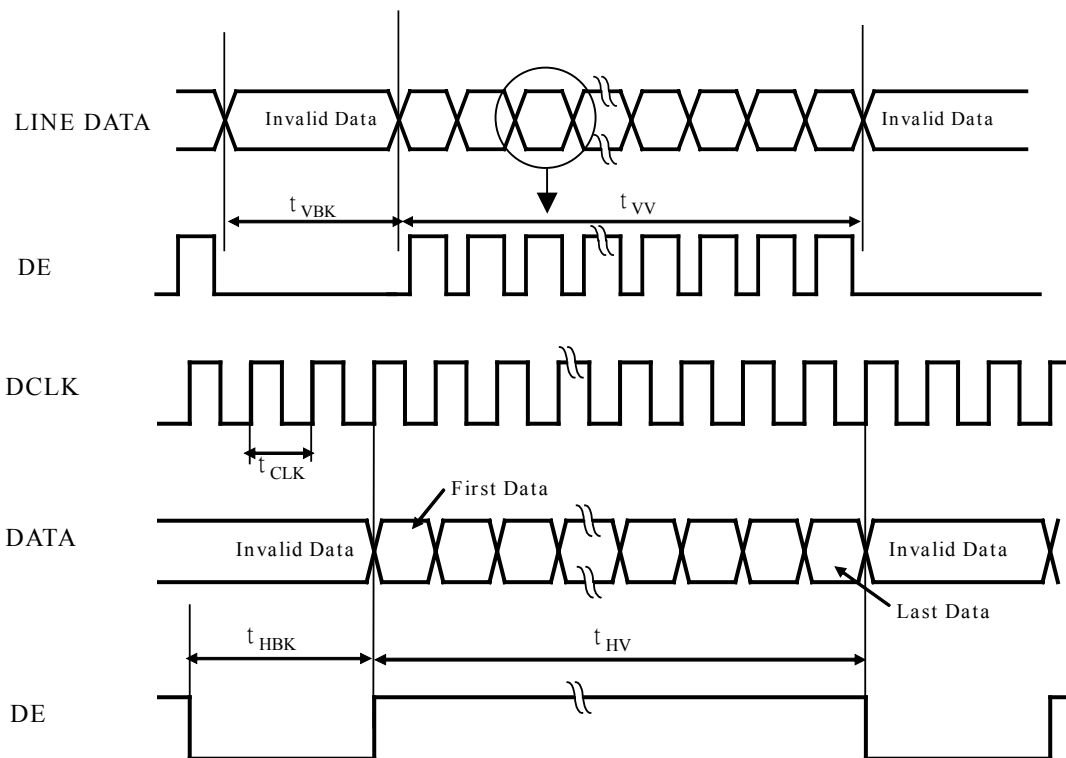 LINE DATA
Invalid Data
Invalid Data
t VBK
t VV
DE
DCLK
t CLK
First Data
DATA
Invalid Data
Invalid Data
Last Data
t HBK
t HV
DE